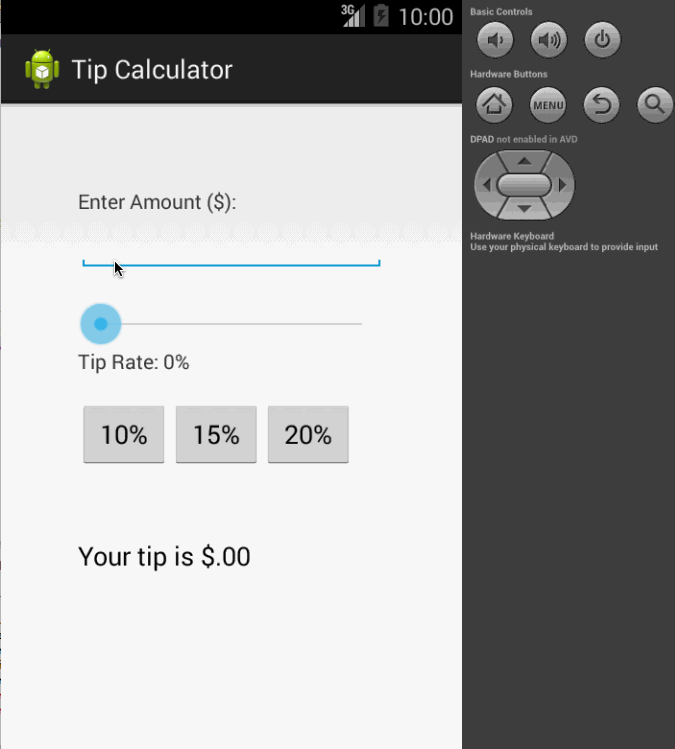 3G 10:00
Tip Calculator
Enter Amount ($):
Tip Rate: 0%
10% 15% 20%
Your tip is $.00
Basic Controls
Hardware Buttons
MENU
DPAD not enabled in AVD
Hardware Keyboard
Use your physical keyboard to provide input